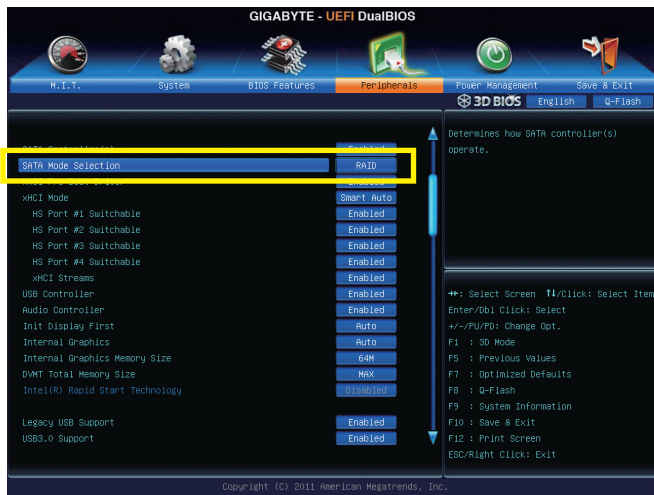 GIGABYTE - UEFI DualBIOS
M.I.T. System BIOS Features Peripherals Power Management Save & Exit
3D BIOS English Q-Flash
Determines how SATA controller(s)
operate.
SATA Mode Selection RAID
xHCI Mode Smart Auto
HS Port #1 Switchable Enabled
HS Port #2 Switchable Enabled
HS Port #3 Switchable Enabled
HS Port #4 Switchable Enabled
xHCI Streams Enabled
USB Controller Enabled
Audio Controller Enabled
Init Display First Auto
Internal Graphics Auto
Internal Graphics Memory Size 64M
DVMT Total Memory Size MAX
Intel(R) Rapid Start Technology Disabled
Legacy USB Support Enabled
USB3.0 Support Enabled
↔: Select Screen ↑↓/Click: Select Item
Enter/Dbl Click: Select
+/-/PU/PD: Change Opt.
F1 : 3D Mode
F5 : Previous Values
F7 : Optimized Defaults
F8 : Q-Flash
F9 : System Information
F10 : Save & Exit
F12 : Print Screen
ESC/Right Click: Exit
Copyright (C) 2011 American Megatrends, Inc.